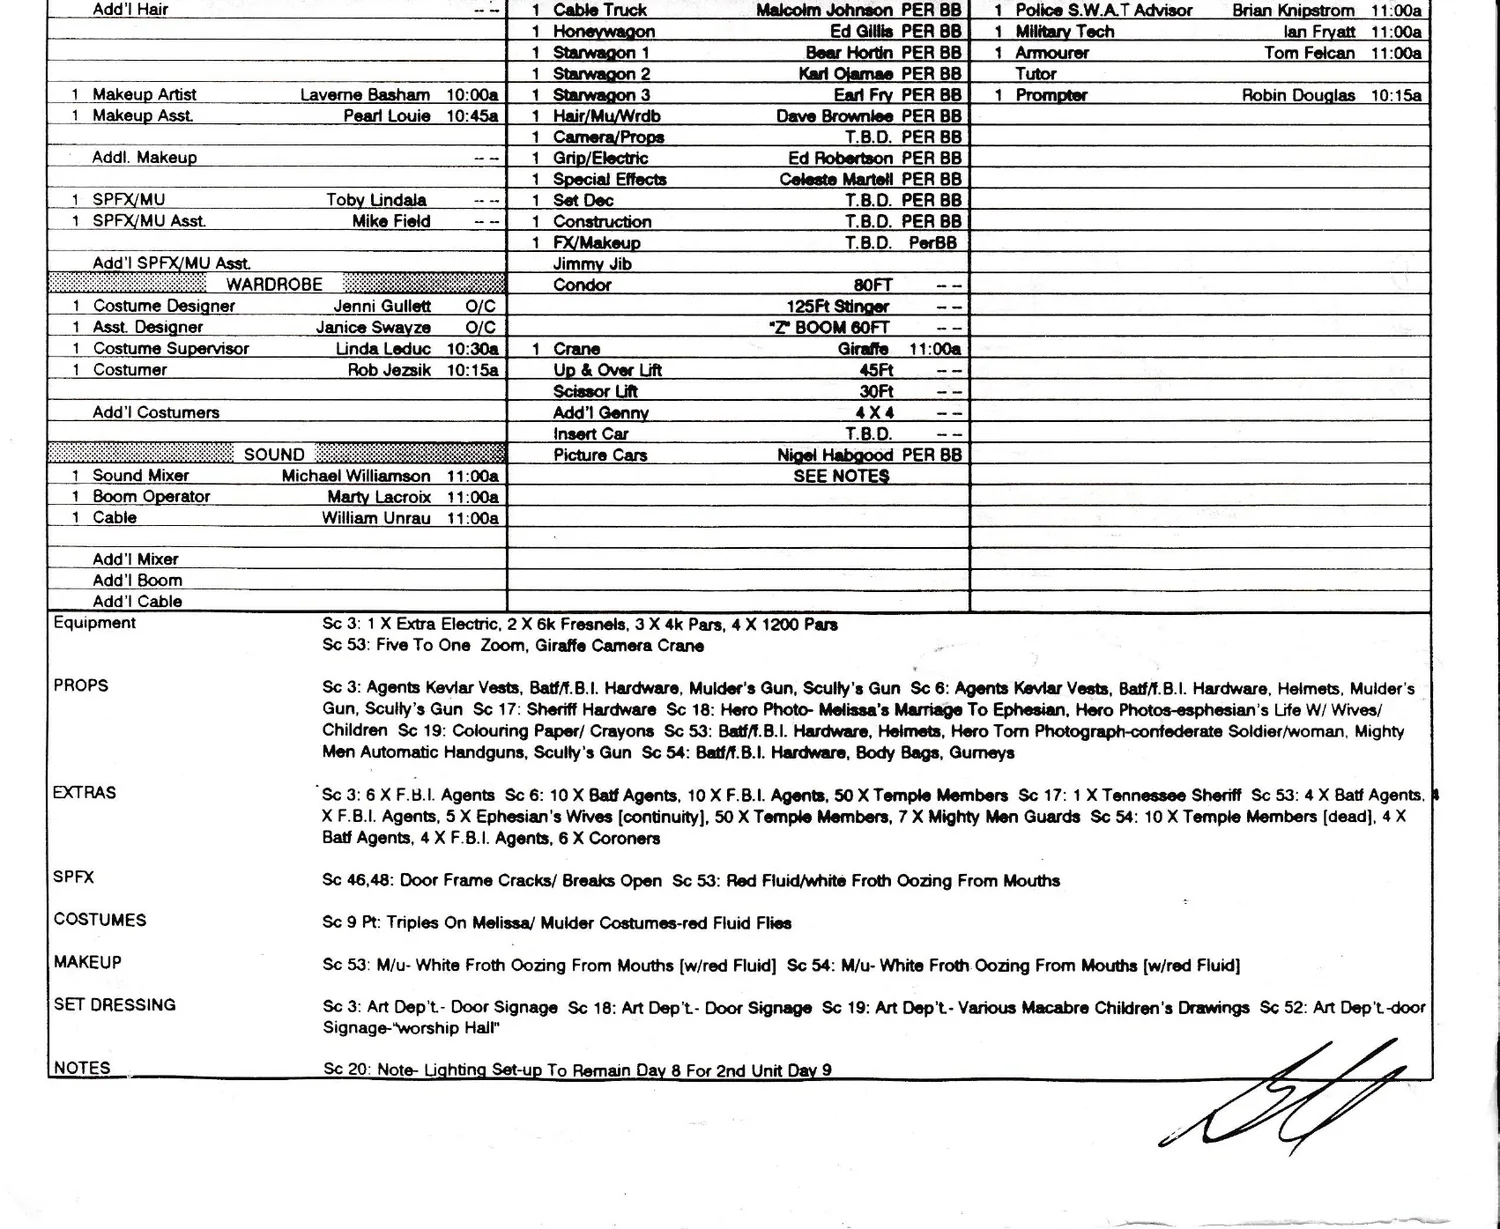 Add'l Hair - -
1 Makeup Artist Laverne Basham 10:00a
1 Makeup Asst. Pearl Louie 10:45a
Addl. Makeup - -
1 SPFX/MU Toby Lindala - -
1 SPFX/MU Asst. Mike Field - -
Add'l SPFX/MU Asst.
WARDROBE
1 Costume Designer Jenni Gullett O/C
1 Asst. Designer Janice Swayze O/C
1 Costume Supervisor Linda Leduc 10:30a
1 Costumer Rob Jezsik 10:15a
Add'l Costumers
SOUND
1 Sound Mixer Michael Williamson 11:00a
1 Boom Operator Marty Lacroix 11:00a
1 Cable William Unrau 11:00a
Add'l Mixer
Add'l Boom
Add'l Cable
1 Cable Truck Malcolm Johnson PER BB
1 Honeywagon Ed Gillis PER BB
1 Starwagon 1 Bear Hortin PER BB
1 Starwagon 2 Karl Ojamae PER BB
1 Starwagon 3 Earl Fry PER BB
1 Hair/Mu/Wrdb Dave Brownlee PER BB
1 Camera/Props T.B.D. PER BB
1 Grip/Electric Ed Robertson PER BB
1 Special Effects Celeste Martell PER BB
1 Set Dec T.B.D. PER BB
1 Construction T.B.D. PER BB
1 FX/Makeup T.B.D. PerBB
Jimmy Jib
Condor 80FT - -
125Ft Stinger - -
"Z" BOOM 60FT - -
1 Crane Giraffe 11:00a
Up & Over Lift 45Ft - -
Scissor Lift 30Ft - -
Add'l Genny 4 X 4 - -
Insert Car T.B.D. - -
Picture Cars Nigel Habgood PER BB
SEE NOTES
1 Police S.W.A.T Advisor Brian Knipstrom 11:00a
1 Military Tech Ian Fryatt 11:00a
1 Armourer Tom Felcan 11:00a
Tutor
1 Prompter Robin Douglas 10:15a
Equipment Sc 3: 1 X Extra Electric, 2 X 6k Fresnels, 3 X 4k Pars, 4 X 1200 Pars
Sc 53: Five To One Zoom, Giraffe Camera Crane
PROPS Sc 3: Agents Kevlar Vests, Batf/f.B.I. Hardware, Mulder's Gun, Scully's Gun Sc 6: Agents Kevlar Vests, Batf/f.B.I. Hardware, Helmets, Mulder's
Gun, Scully's Gun Sc 17: Sheriff Hardware Sc 18: Hero Photo- Melissa's Marriage To Ephesian, Hero Photos-esphesian's Life W/ Wives/
Children Sc 19: Colouring Paper/ Crayons Sc 53: Batf/f.B.I. Hardware, Helmets, Hero Torn Photograph-confederate Soldier/woman, Mighty
Men Automatic Handguns, Scully's Gun Sc 54: Batf/f.B.I. Hardware, Body Bags, Gurneys
EXTRAS Sc 3: 6 X F.B.I. Agents Sc 6: 10 X Batf Agents, 10 X F.B.I. Agents, 50 X Temple Members Sc 17: 1 X Tennessee Sheriff Sc 53: 4 X Batf Agents, 4
X F.B.I. Agents, 5 X Ephesian's Wives [continuity], 50 X Temple Members, 7 X Mighty Men Guards Sc 54: 10 X Temple Members [dead], 4 X
Batf Agents, 4 X F.B.I. Agents, 6 X Coroners
SPFX Sc 46,48: Door Frame Cracks/ Breaks Open Sc 53: Red Fluid/white Froth Oozing From Mouths
COSTUMES Sc 9 Pt: Triples On Melissa/ Mulder Costumes-red Fluid Flies
MAKEUP Sc 53: M/u- White Froth Oozing From Mouths [w/red Fluid] Sc 54: M/u- White Froth Oozing From Mouths [w/red Fluid]
SET DRESSING Sc 3: Art Dep't.- Door Signage Sc 18: Art Dep't.- Door Signage Sc 19: Art Dep't.- Various Macabre Children's Drawings Sc 52: Art Dep't.-door
Signage-"worship Hall"
NOTES Sc 20: Note- Lighting Set-up To Remain Day 8 For 2nd Unit Day 9